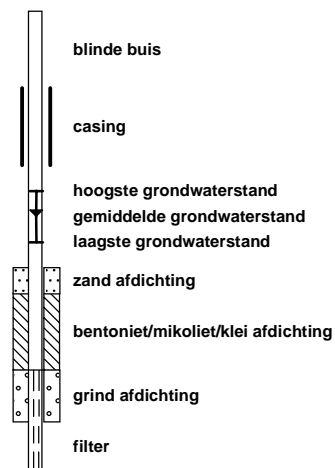 blinde buis
casing
hoogste grondwaterstand
gemiddelde grondwaterstand
laagste grondwaterstand
zand afdichting
bentoniet/mikoliet/klei afdichting
grind afdichting
filter